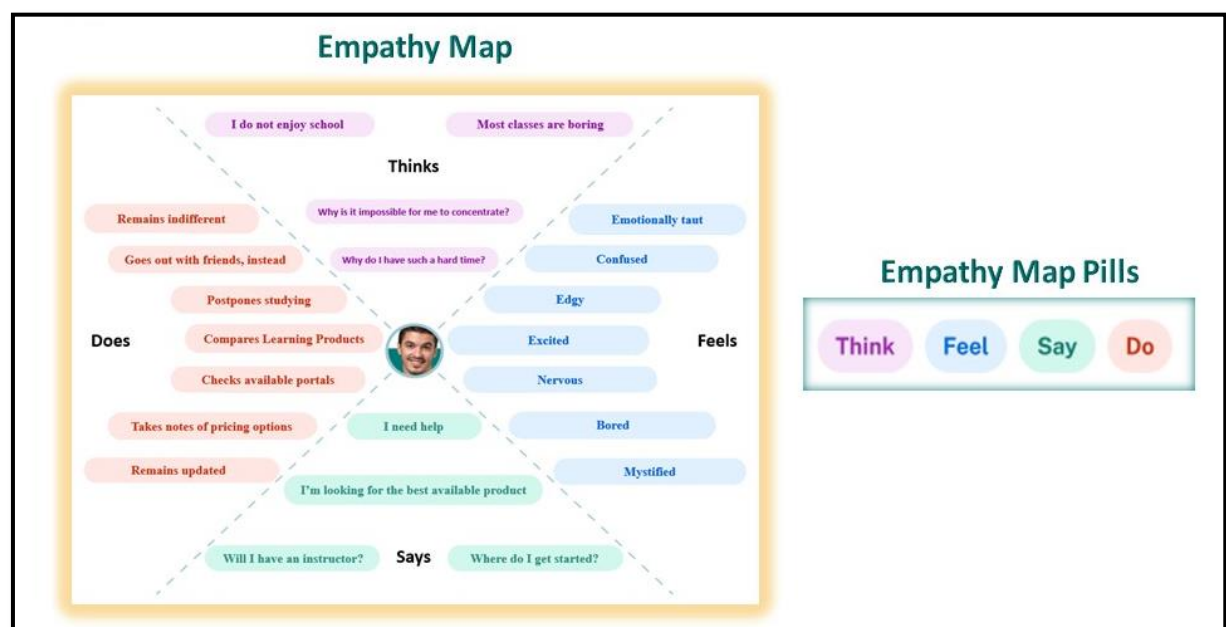 Empathy Map
I do not enjoy school
Most classes are boring
Thinks
Why is it impossible for me to concentrate?
Why do I have such a hard time?
Remains indifferent
Goes out with friends, instead
Postpones studying
Does
Compares Learning Products
Checks available portals
Takes notes of pricing options
Remains updated
Emotionally taut
Confused
Edgy
Excited
Feels
Nervous
Bored
Mystified
I need help
I'm looking for the best available product
Will I have an instructor?
Says
Where do I get started?
Empathy Map Pills
Think Feel Say Do